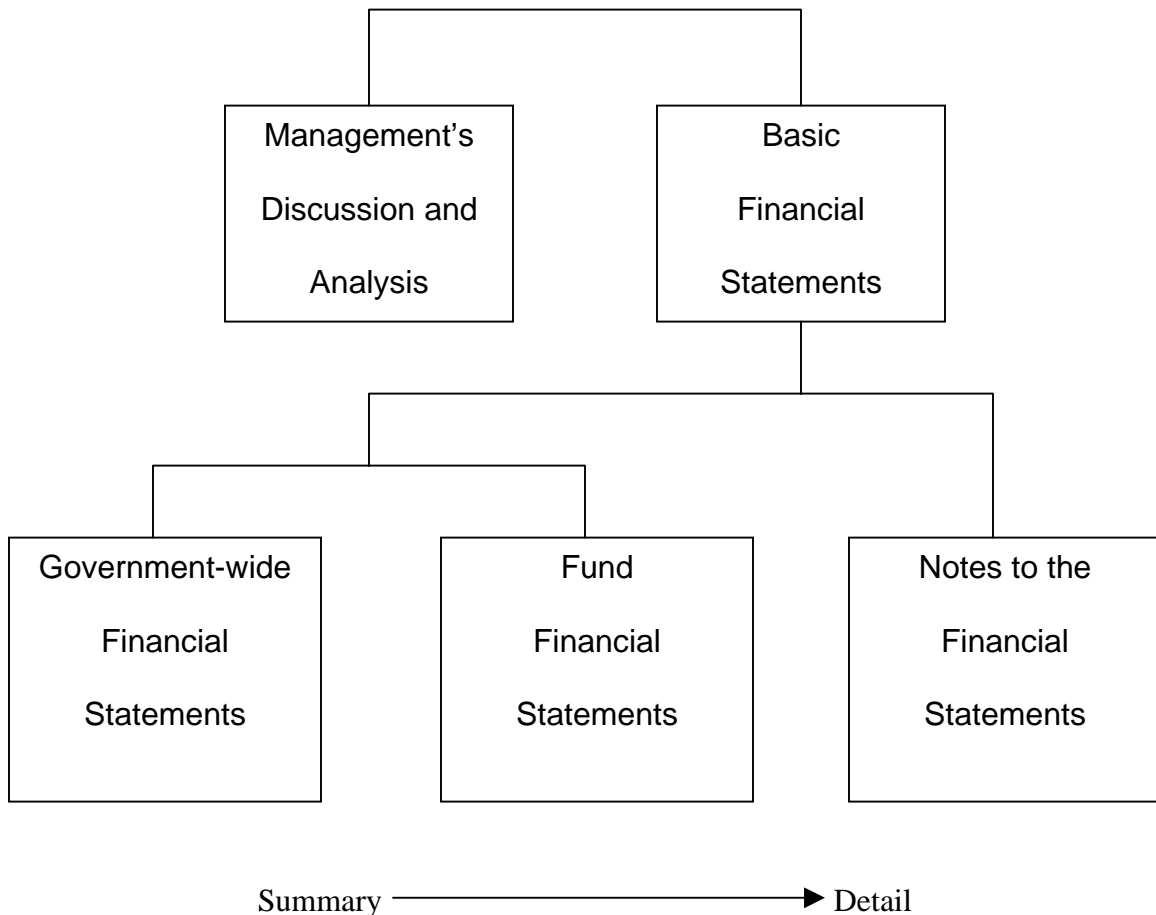 Management’s
Discussion and
Analysis
Basic
Financial
Statements
Government-wide
Financial
Statements
Fund
Financial
Statements
Notes to the
Financial
Statements
Summary
Detail